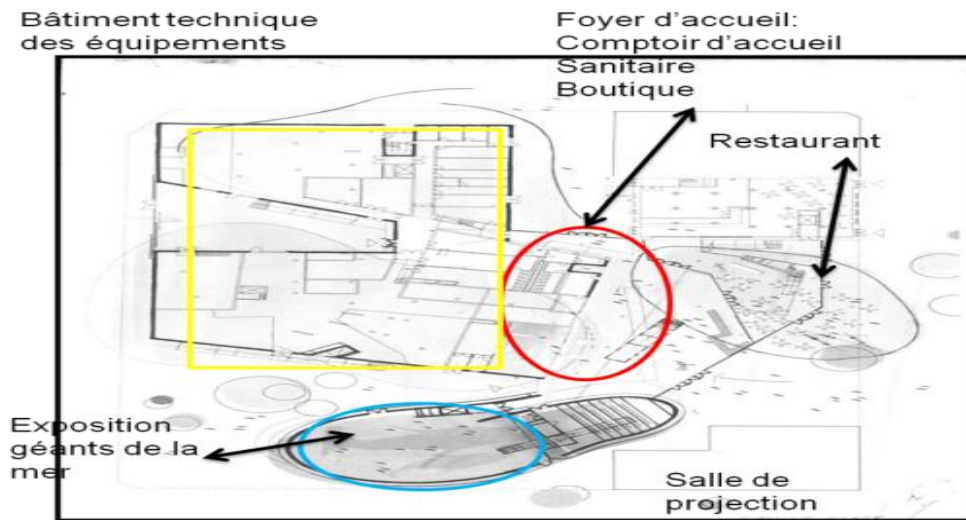 Bâtiment technique
des équipements
Foyer d'accueil:
Comptoir d'accueil
Sanitaire
Boutique
Restaurant
Exposition
géants de la
mer
Salle de
projection